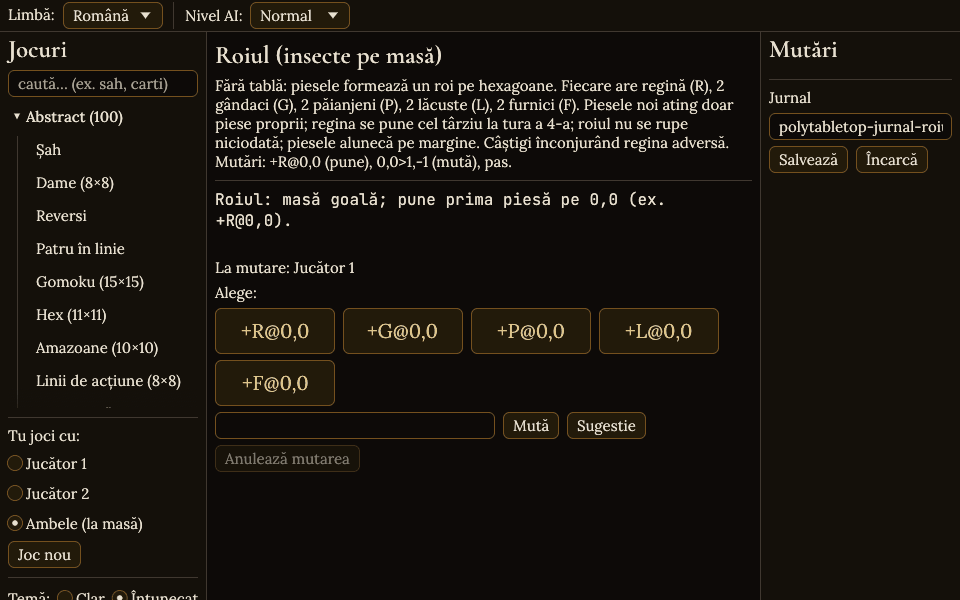 Limbă: Română Nivel AI: Normal
Jocuri
caută... (ex. sah, carti)
Abstract (100)
Șah
Dame (8×8)
Reversi
Patru în linie
Gomoku (15×15)
Hex (11×11)
Amazoane (10×10)
Linii de acțiune (8×8)
Tu joci cu:
Jucător 1
Jucător 2
Ambele (la masă)
Joc nou
Temă: Clar Întunecat
Roiul (insecte pe masă)
Fără tablă: piesele formează un roi pe hexagoane. Fiecare are regină (R), 2
gândaci (G), 2 păianjeni (P), 2 lăcuste (L), 2 furnici (F). Piesele noi ating doar
piese proprii; regina se pune cel târziu la tura a 4-a; roiul nu se rupe
niciodată; piesele alunecă pe margine. Câștigi înconjurând regina adversă.
Mutări: +R@0,0 (pune), 0,0>1,-1 (mută), pas.
Roiul: masă goală; pune prima piesă pe 0,0 (ex.
+R@0,0).
La mutare: Jucător 1
Alege:
+R@0,0 +G@0,0 +P@0,0 +L@0,0
+F@0,0
Mută Sugestie
Anulează mutarea
Mutări
Jurnal
polytabletop-jurnal-roiu
Salvează Încarcă